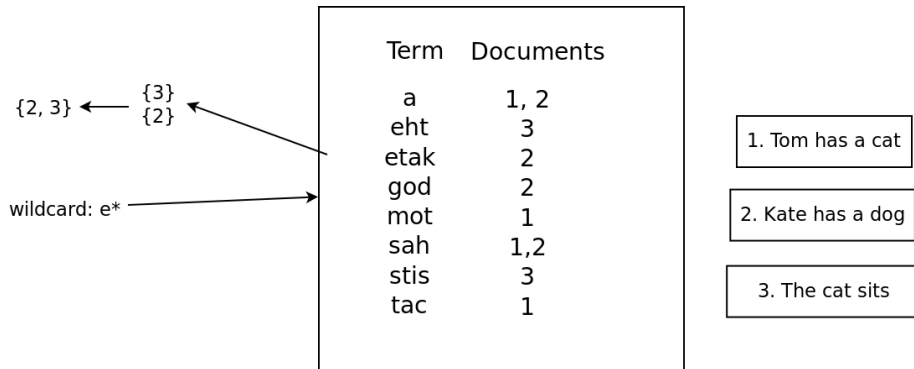 Term Documents
a 1, 2
eht 3
etak 2
god 2
mot 1
sah 1,2
stis 3
tac 1
{3}
{2}
{2, 3}
wildcard: e*
1. Tom has a cat
2. Kate has a dog
3. The cat sits